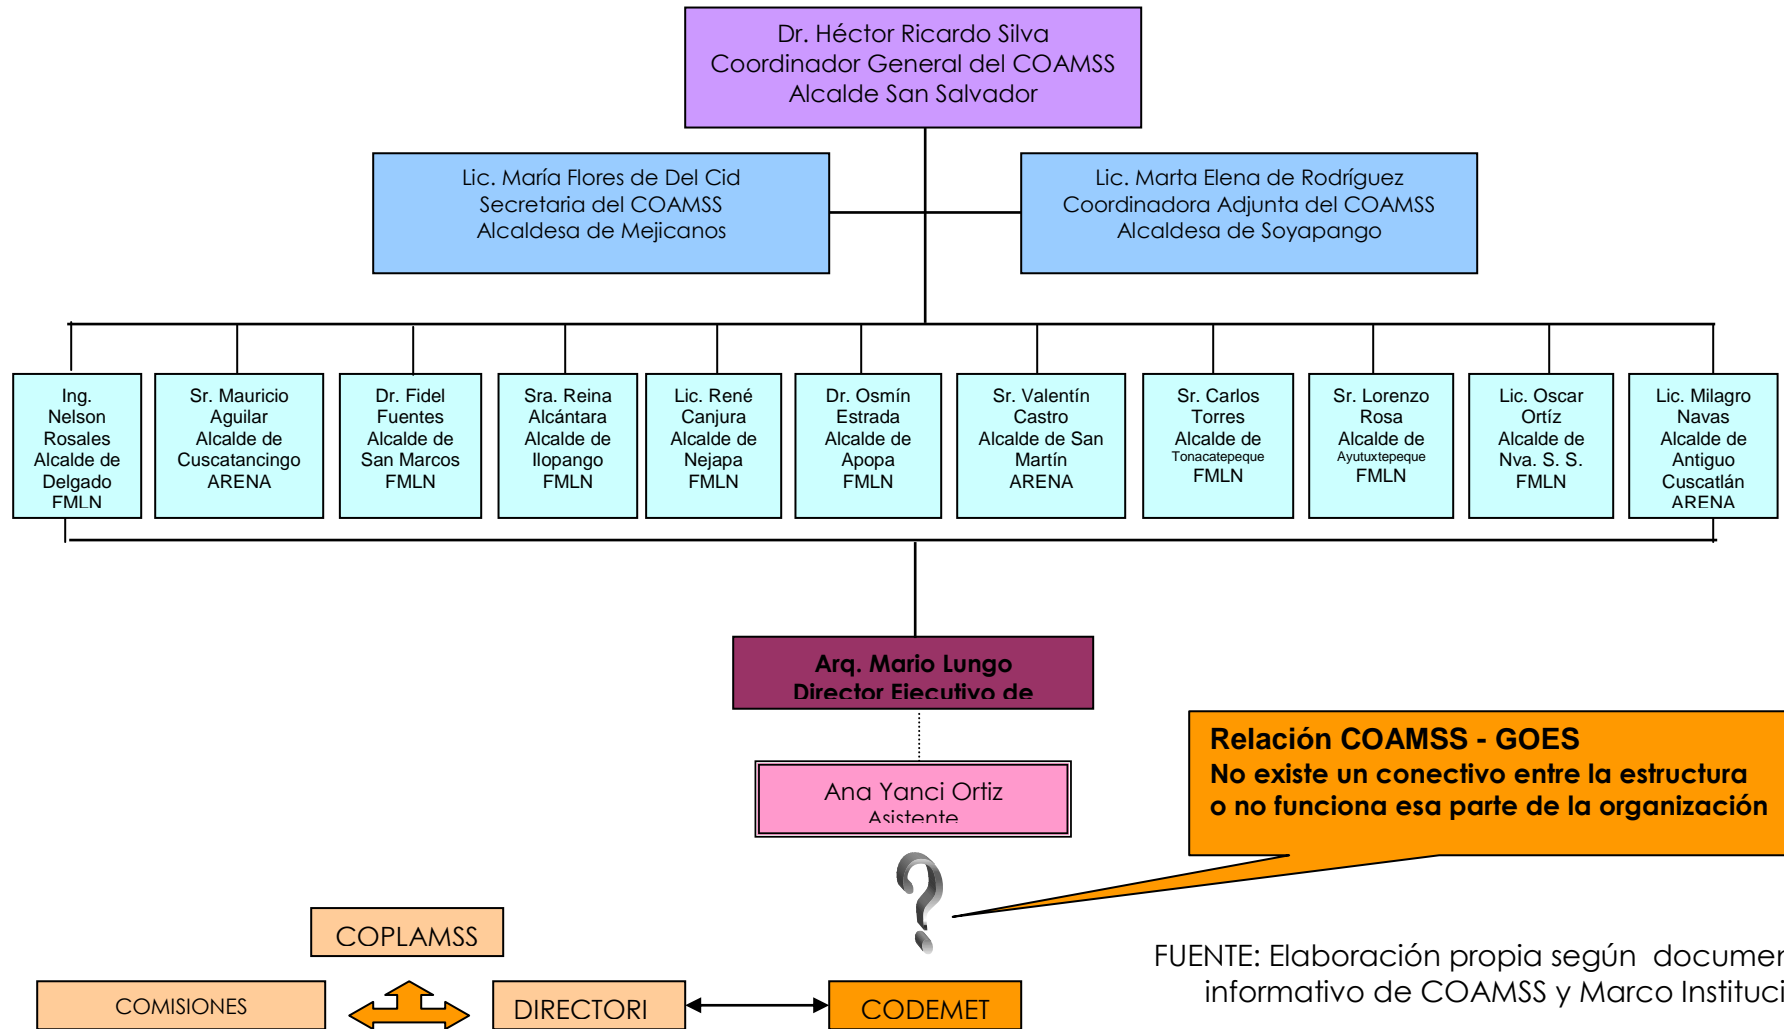 Dr. Héctor Ricardo Silva
Coordinador General del COAMSS
Alcalde San Salvador
Lic. María Flores de Del Cid
Secretaria del COAMSS
Alcaldesa de Mejicanos
Lic. Marta Elena de Rodríguez
Coordinadora Adjunta del COAMSS
Alcaldesa de Soyapango
Ing.
Nelson
Rosales
Alcalde de
Delgado
FMLN
Sr. Mauricio
Aguilar
Alcalde de
Cuscatancingo
ARENA
Dr. Fidel
Fuentes
Alcalde de
San Marcos
FMLN
Sra. Reina
Alcántara
Alcalde de
Ilopango
FMLN
Lic. René
Canjura
Alcalde de
Nejapa
FMLN
Dr. Osmín
Estrada
Alcalde de
Apopa
FMLN
Sr. Valentín
Castro
Alcalde de San
Martín
ARENA
Sr. Carlos
Torres
Alcalde de
Tonacatepeque
FMLN
Sr. Lorenzo
Rosa
Alcalde de
Ayutuxtepeque
FMLN
Lic. Oscar
Ortíz
Alcalde de
Nva. S. S.
FMLN
Lic. Milagro
Navas
Alcalde de
Antiguo
Cuscatlán
ARENA
Arq. Mario Lungo
Director Ejecutivo de
Ana Yanci Ortiz
Asistente
Relación COAMSS - GOES
No existe un conectivo entre la estructura
o no funciona esa parte de la organización
?
COPLAMSS
COMISIONES
DIRECTORI
CODEMET
FUENTE: Elaboración propia según documen
informativo de COAMSS y Marco Instituci